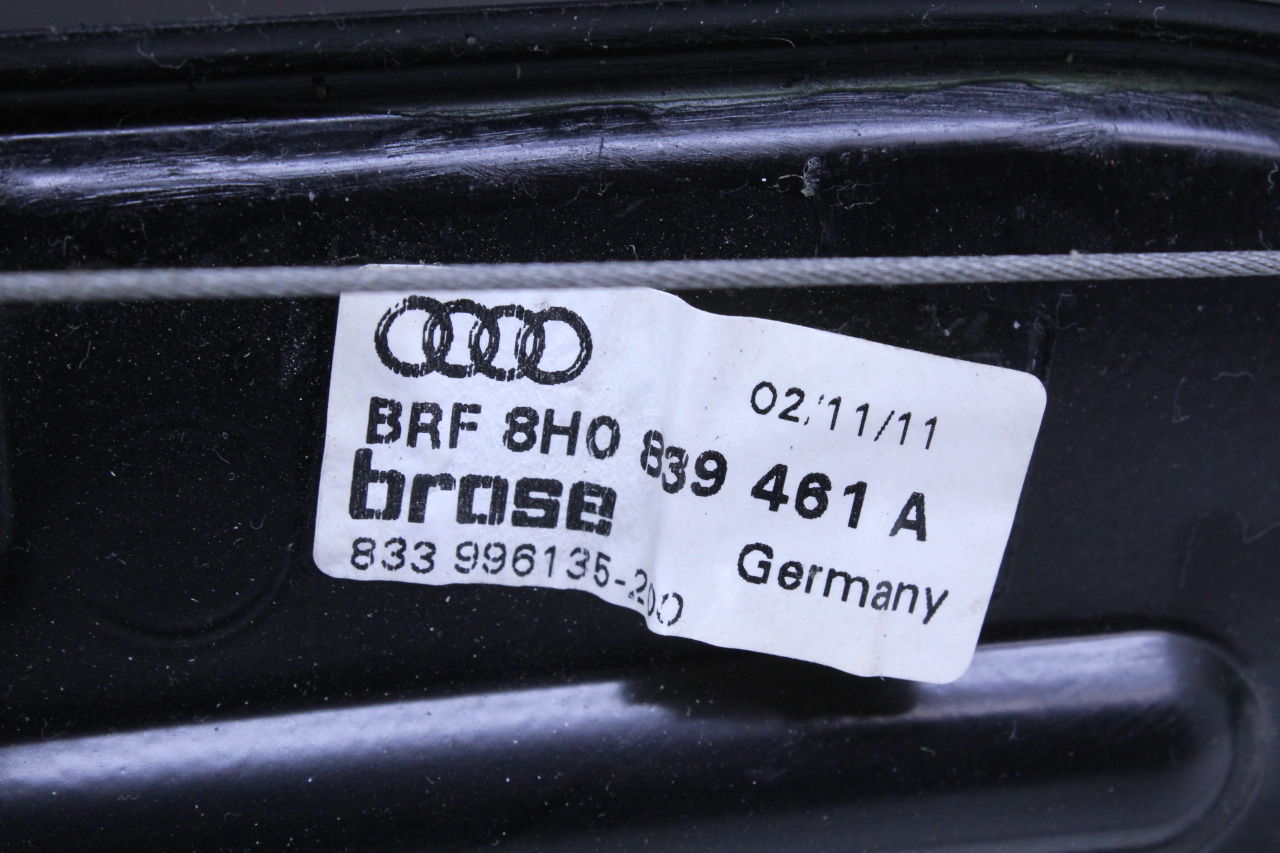 02/11/11
BRF 8H0 839 461 A
brose
Germany
833 996135-200